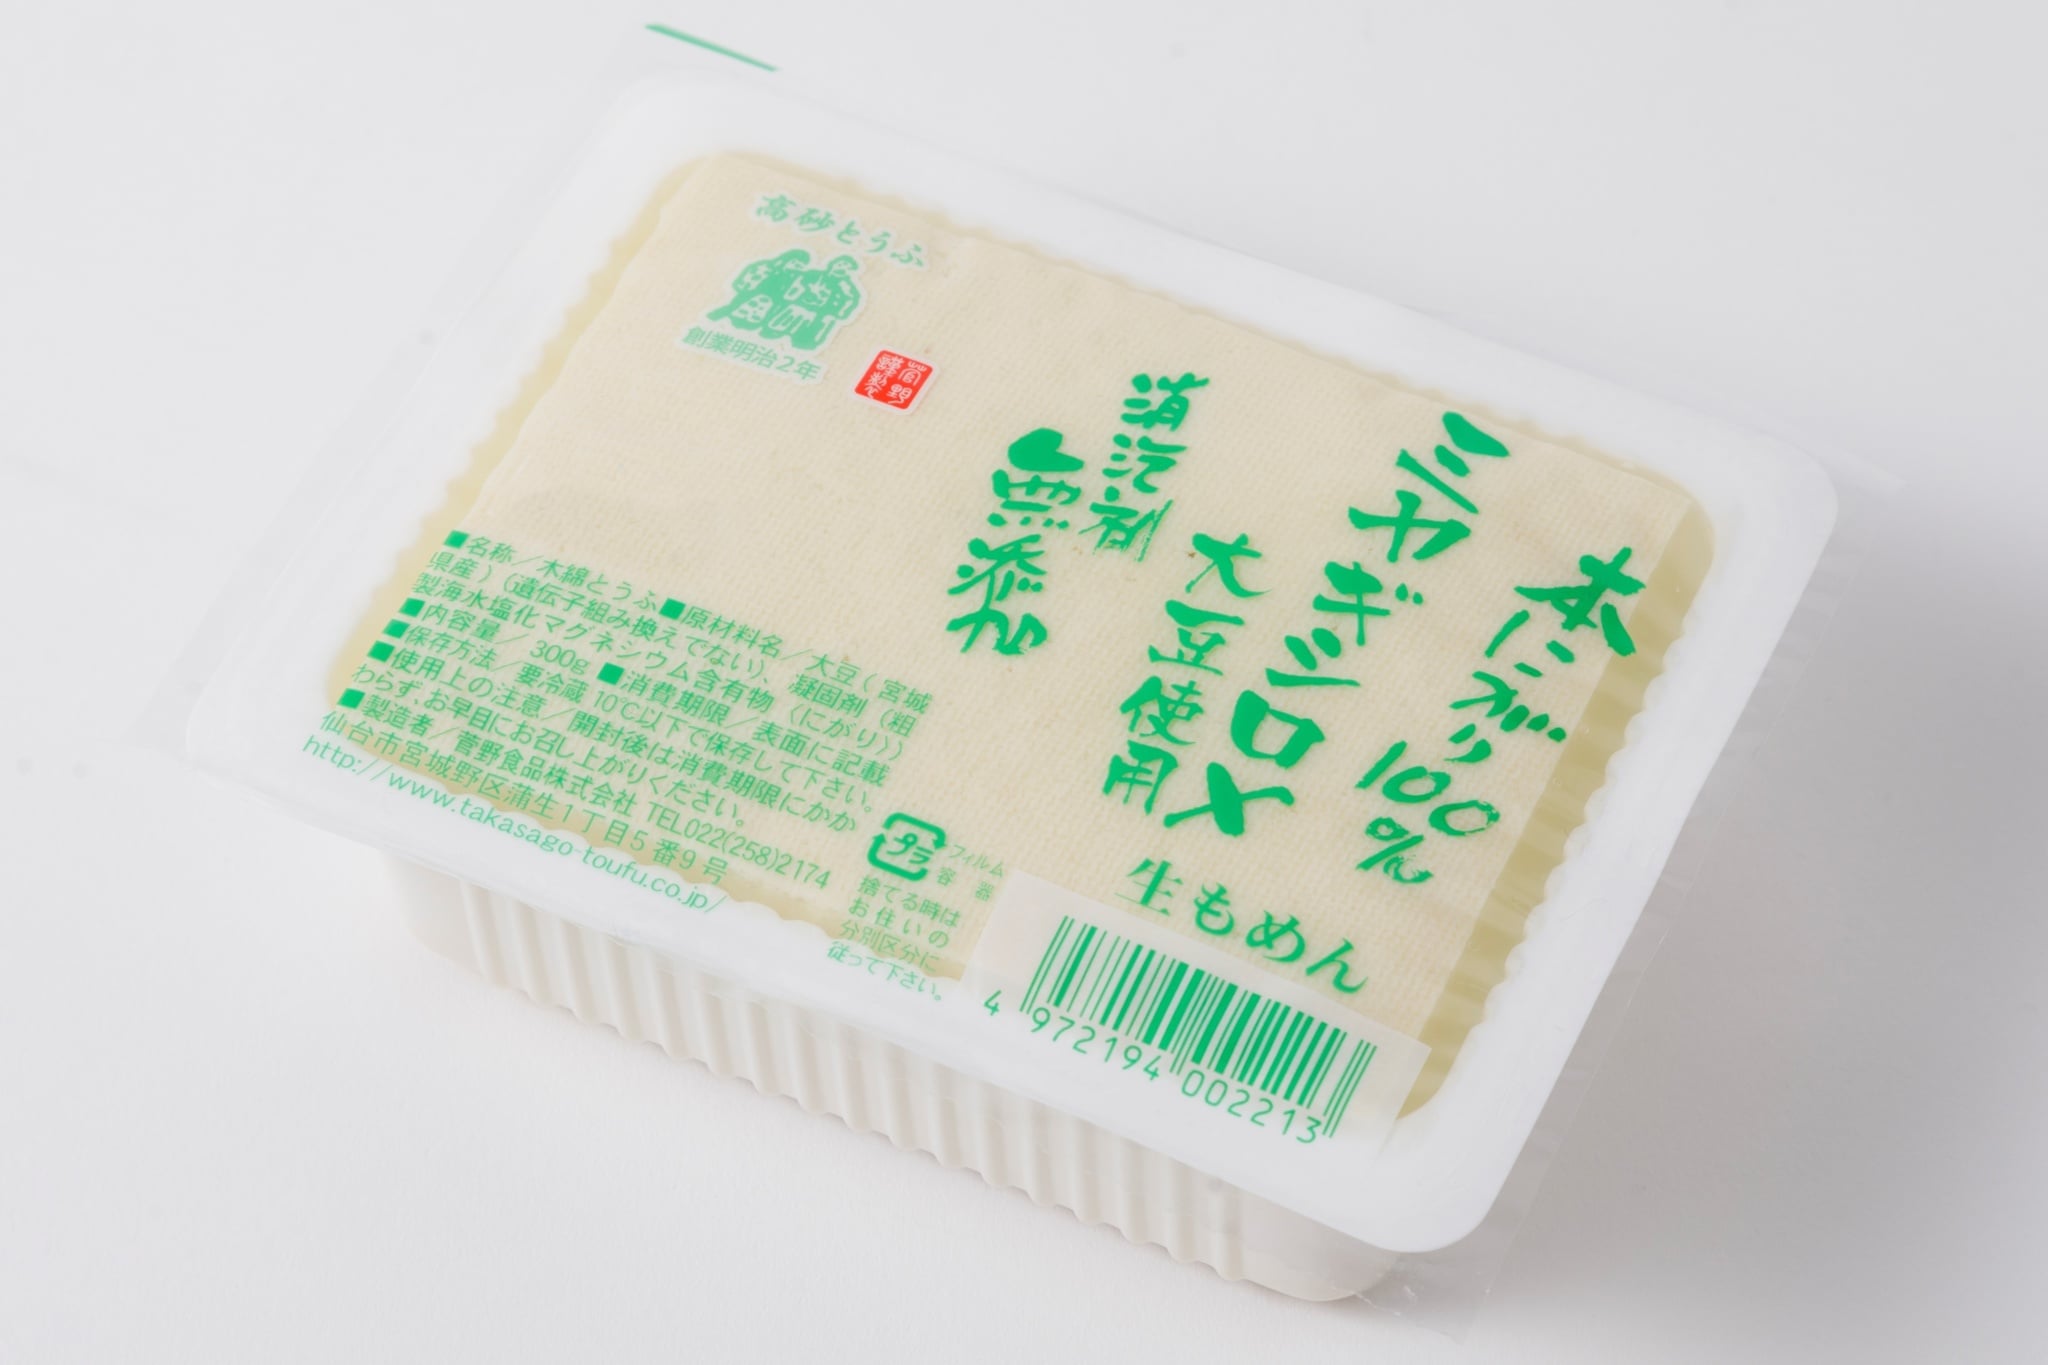 高砂とうふ
創業明治2年
菅野
謹製
本にがり100%
ミヤギシロメ
大豆使用
消泡剤
無添加
生もめん
■名称／木綿とうふ■原材料名／大豆(宮城
県産)(遺伝子組み換えでない)、凝固剤(粗
製海水塩化マグネシウム含有物〈にがり〉)
■内容量／300g■消費期限／表面に記載
■保存方法／要冷蔵10℃以下で保存して下さい。
■使用上の注意／開封後は消費期限にかか
わらず、お早目にお召し上がりください。
■製造者／菅野食品株式会社 TEL022(258)2174
仙台市宮城野区蒲生1丁目5番9号
http://www.takasago-toufu.co.jp/
プラ
フィルム
容器
捨てる時は
お住いの
分別区分に
従って下さい。
4 972194 002213